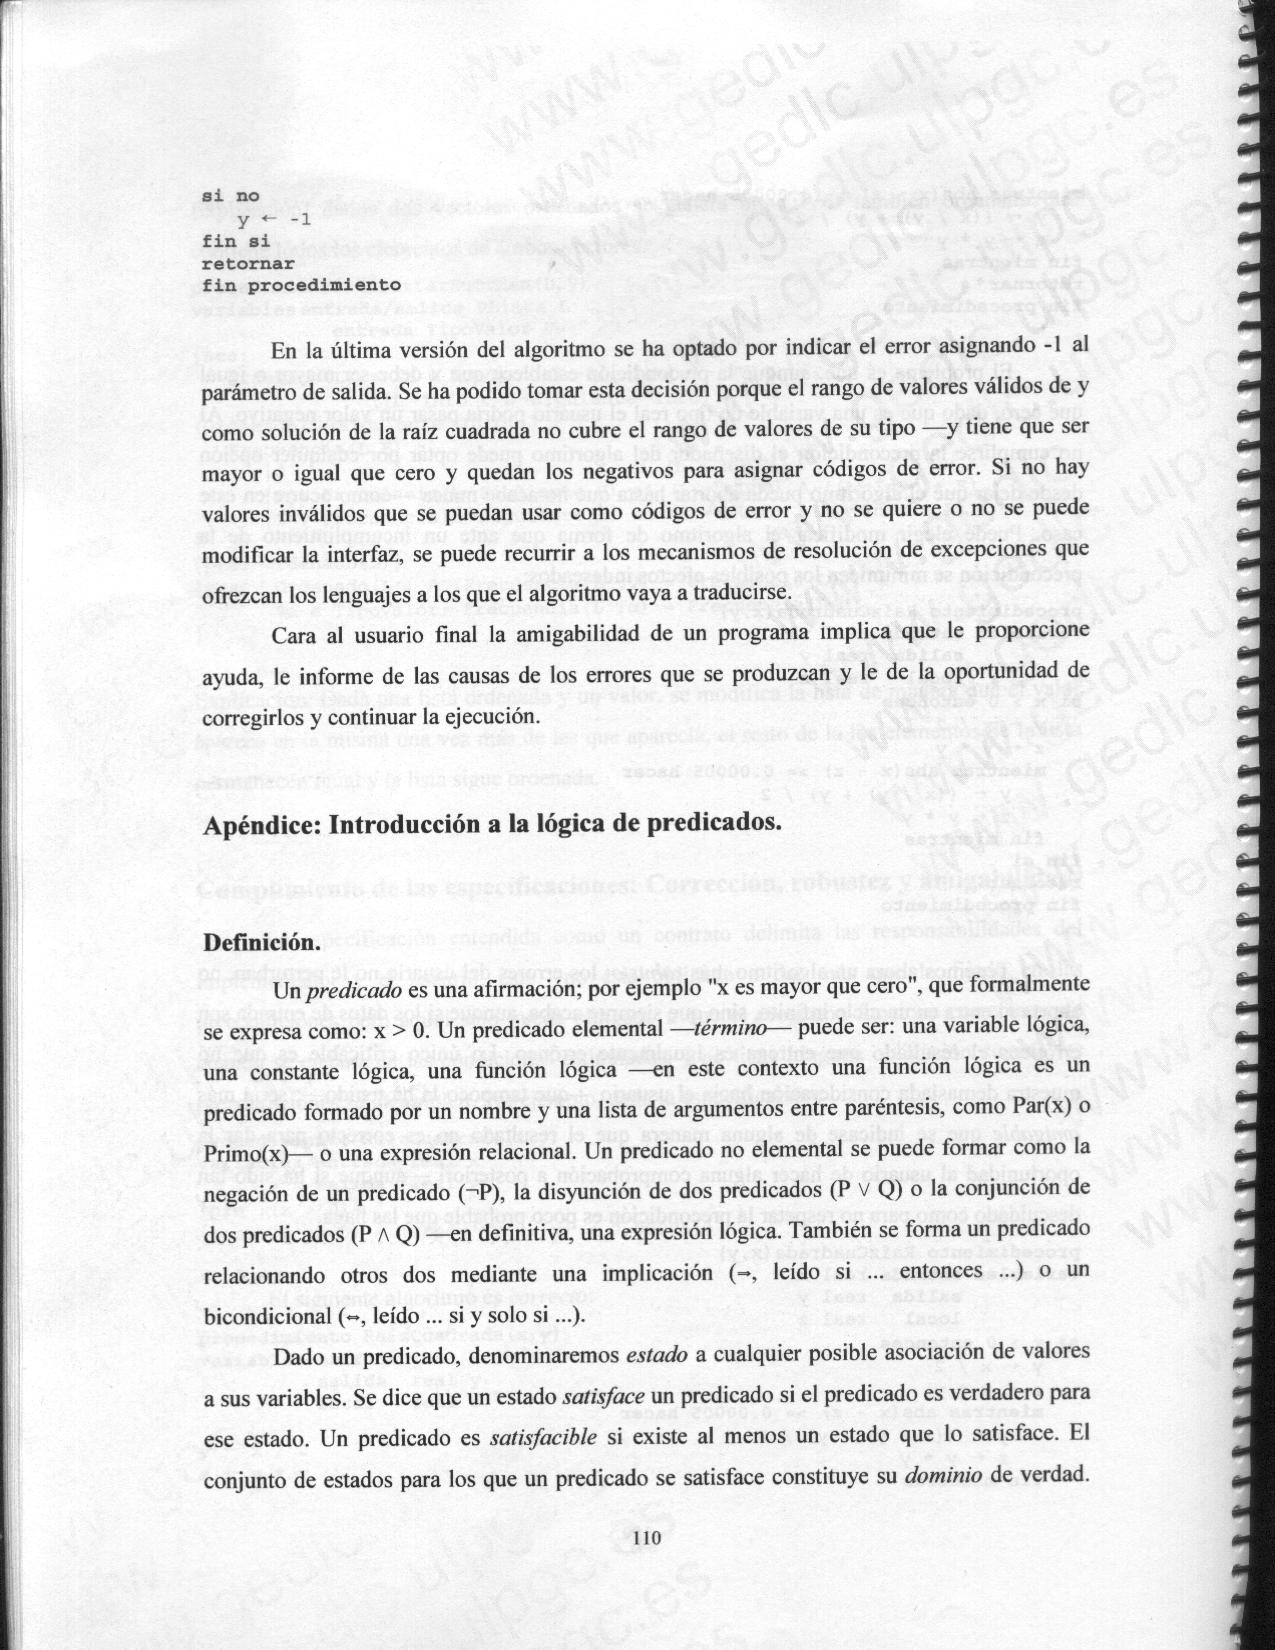 si no
y ← -1
fin si
retornar
fin procedimiento
En la última versión del algoritmo se ha optado por indicar el error asignando -1 al
parámetro de salida. Se ha podido tomar esta decisión porque el rango de valores válidos de y
como solución de la raíz cuadrada no cubre el rango de valores de su tipo —y tiene que ser
mayor o igual que cero y quedan los negativos para asignar códigos de error. Si no hay
valores inválidos que se puedan usar como códigos de error y no se quiere o no se puede
modificar la interfaz, se puede recurrir a los mecanismos de resolución de excepciones que
ofrezcan los lenguajes a los que el algoritmo vaya a traducirse.
Cara al usuario final la amigabilidad de un programa implica que le proporcione
ayuda, le informe de las causas de los errores que se produzcan y le de la oportunidad de
corregirlos y continuar la ejecución.
Apéndice: Introducción a la lógica de predicados.
Definición.
Un predicado es una afirmación; por ejemplo "x es mayor que cero", que formalmente
se expresa como: x > 0. Un predicado elemental —término— puede ser: una variable lógica,
una constante lógica, una función lógica —en este contexto una función lógica es un
predicado formado por un nombre y una lista de argumentos entre paréntesis, como Par(x) o
Primo(x)— o una expresión relacional. Un predicado no elemental se puede formar como la
negación de un predicado (¬P), la disyunción de dos predicados (P ∨ Q) o la conjunción de
dos predicados (P ∧ Q) —en definitiva, una expresión lógica. También se forma un predicado
relacionando otros dos mediante una implicación (⇒, leído si ... entonces ...) o un
bicondicional (⇔, leído ... si y solo si ...).
Dado un predicado, denominaremos estado a cualquier posible asociación de valores
a sus variables. Se dice que un estado satisface un predicado si el predicado es verdadero para
ese estado. Un predicado es satisfacible si existe al menos un estado que lo satisface. El
conjunto de estados para los que un predicado se satisface constituye su dominio de verdad.
110